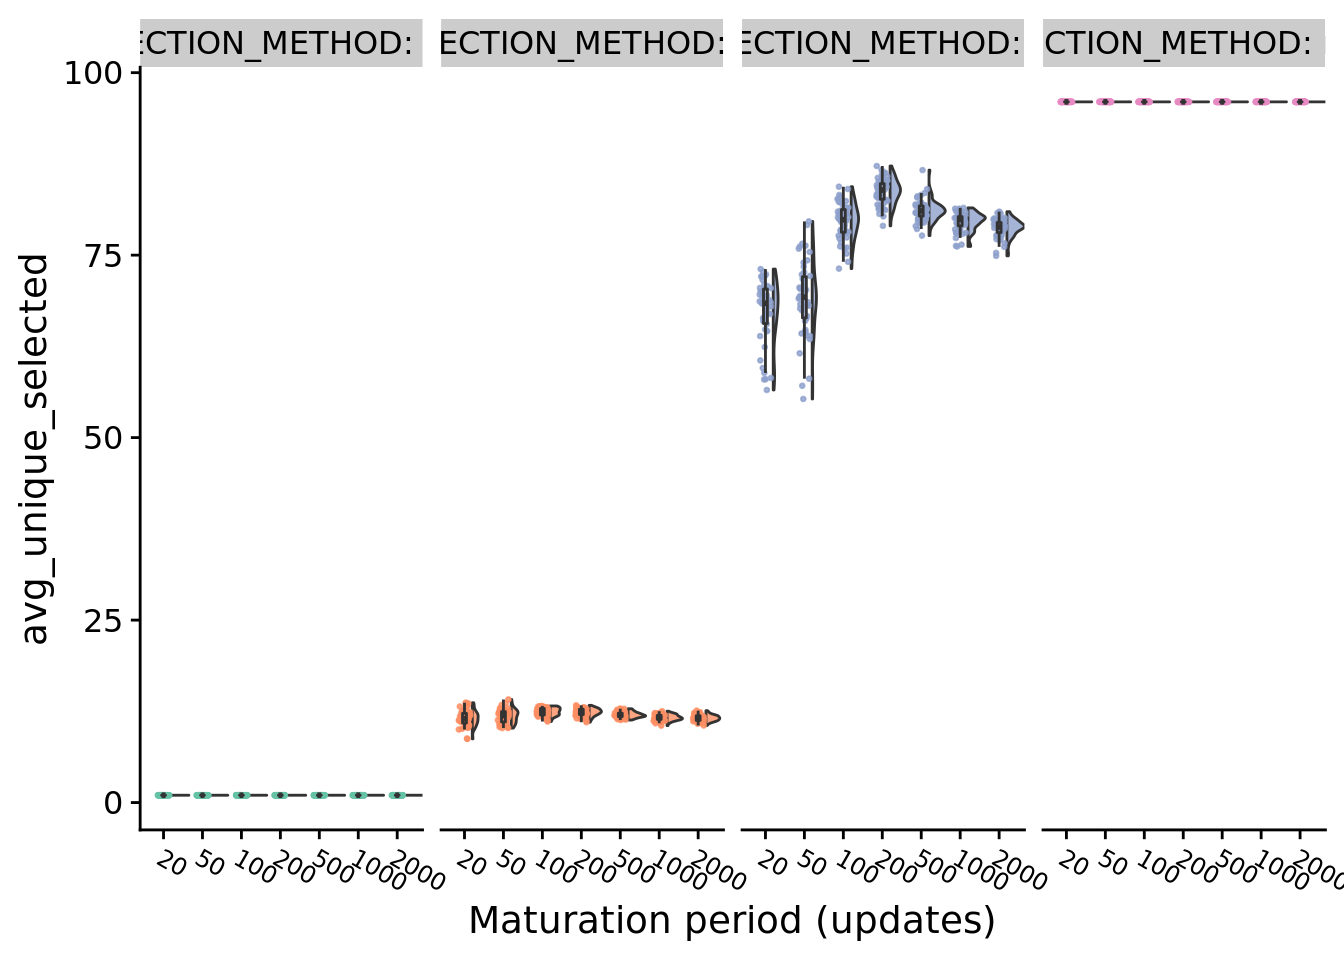 ECTION_METHOD: ECTION_METHOD: ECTION_METHOD: CTION_METHOD:
100
75
50
25
0
avg_unique_selected
20 50 100 200 500 1000 2000 20 50 100 200 500 1000 2000 20 50 100 200 500 1000 2000 20 50 100 200 500 1000 2000
Maturation period (updates)